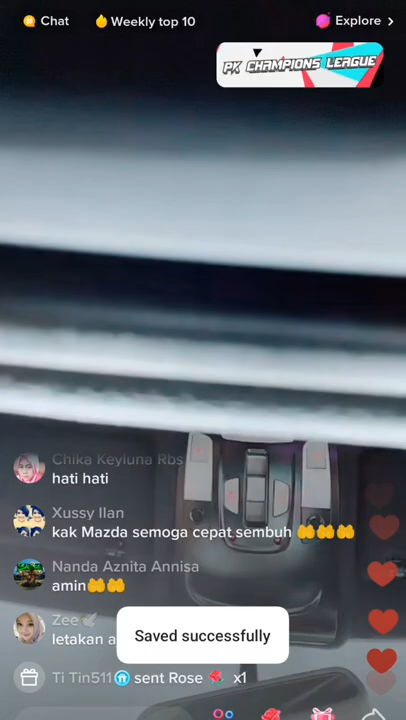 Chat
Weekly top 10
Explore
PK CHAMPIONS LEAGUE
Chika Keyluna Rbs
hati hati
Xussy Ilan
kak Mazda semoga cepat sembuh 🤲🤲🤲
Nanda Aznita Annisa
amin🤲🤲
Zee🕊
letakan a
Saved successfully
Ti Tin511 sent Rose 🌹 x1